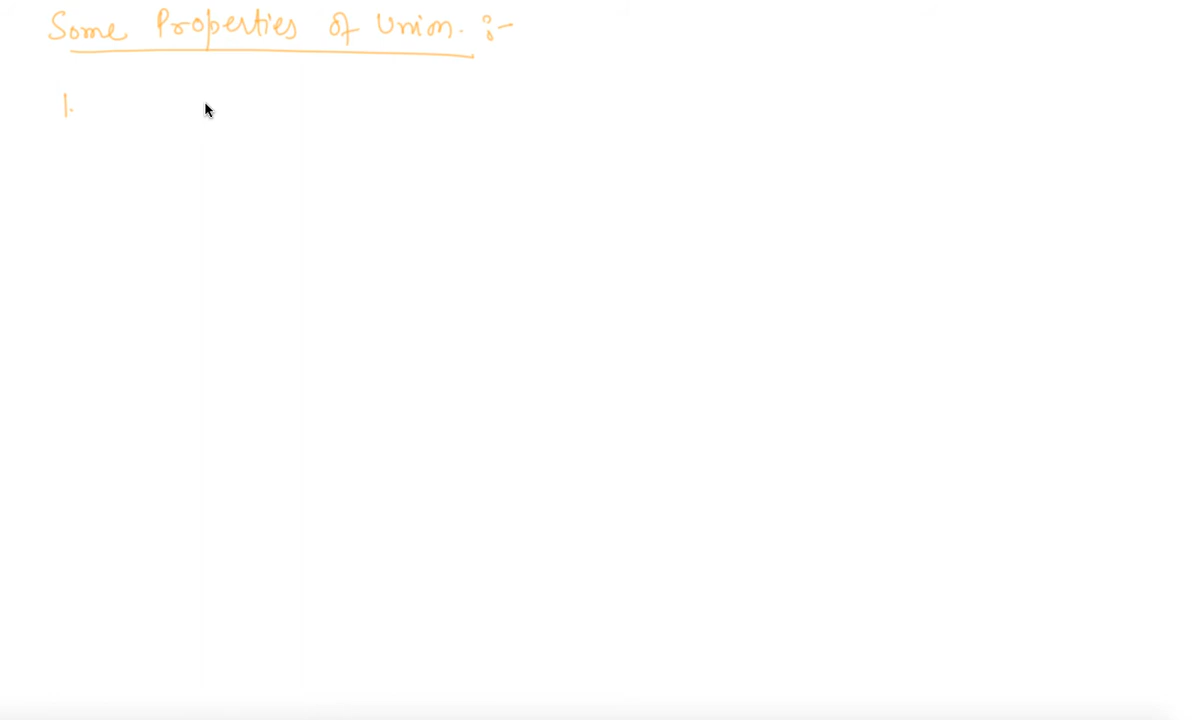 Some Properties of Union. :-
1.